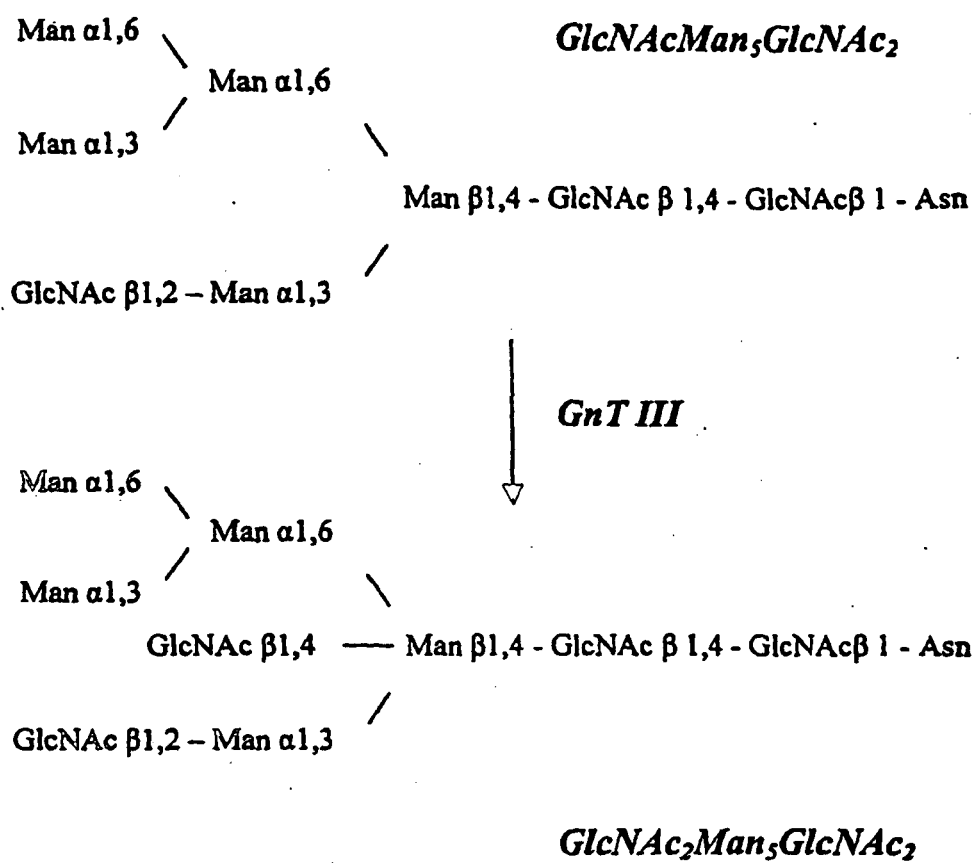 Man α1,6
GlcNAcMan₅GlcNAc₂
Man α1,6
Man α1,3
Man β1,4 - GlcNAc β 1,4 - GlcNAcβ 1 - Asn
GlcNAc β1,2 – Man α1,3
GnT III
Man α1,6
Man α1,6
Man α1,3
GlcNAc β1,4 — Man β1,4 - GlcNAc β 1,4 - GlcNAcβ 1 - Asn
GlcNAc β1,2 – Man α1,3
GlcNAc₂Man₅GlcNAc₂